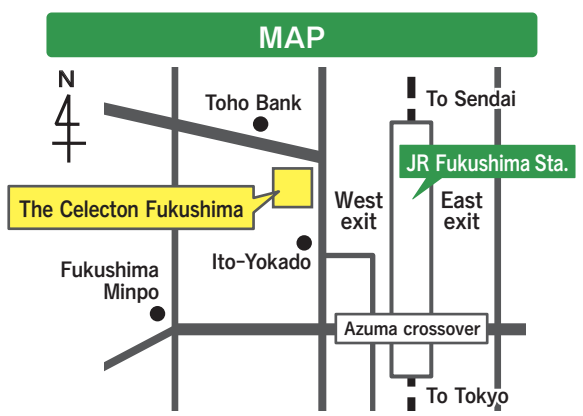 MAP
N
Toho Bank
To Sendai
JR Fukushima Sta.
The Celecton Fukushima
West
exit
East
exit
Ito-Yokado
Fukushima
Minpo
Azuma crossover
To Tokyo